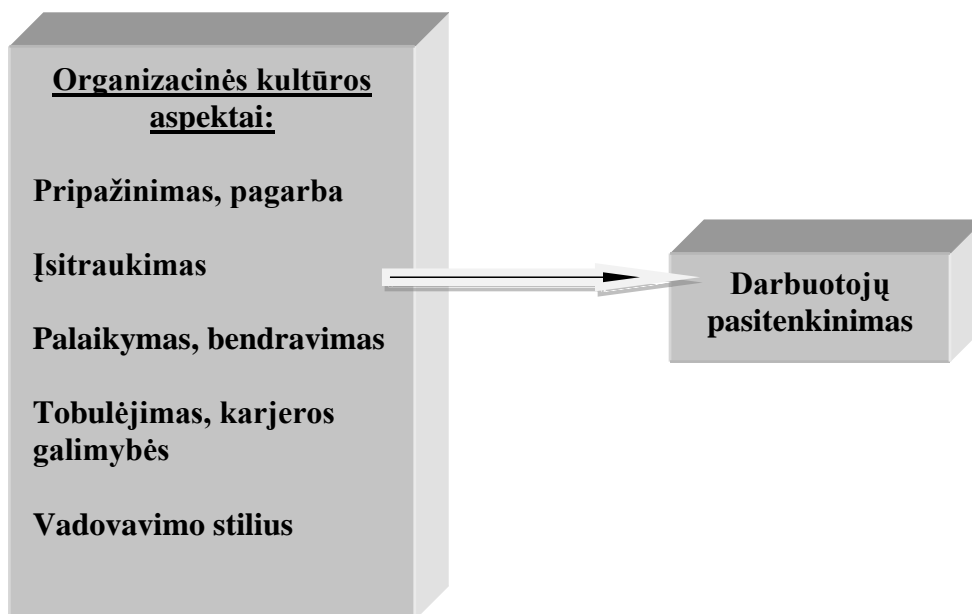 Organizacinės kultūros
aspektai:
Pripažinimas, pagarba
Įsitraukimas
Palaikymas, bendravimas
Tobulėjimas, karjeros
galimybės
Vadovavimo stilius
Darbuotojų
pasitenkinimas